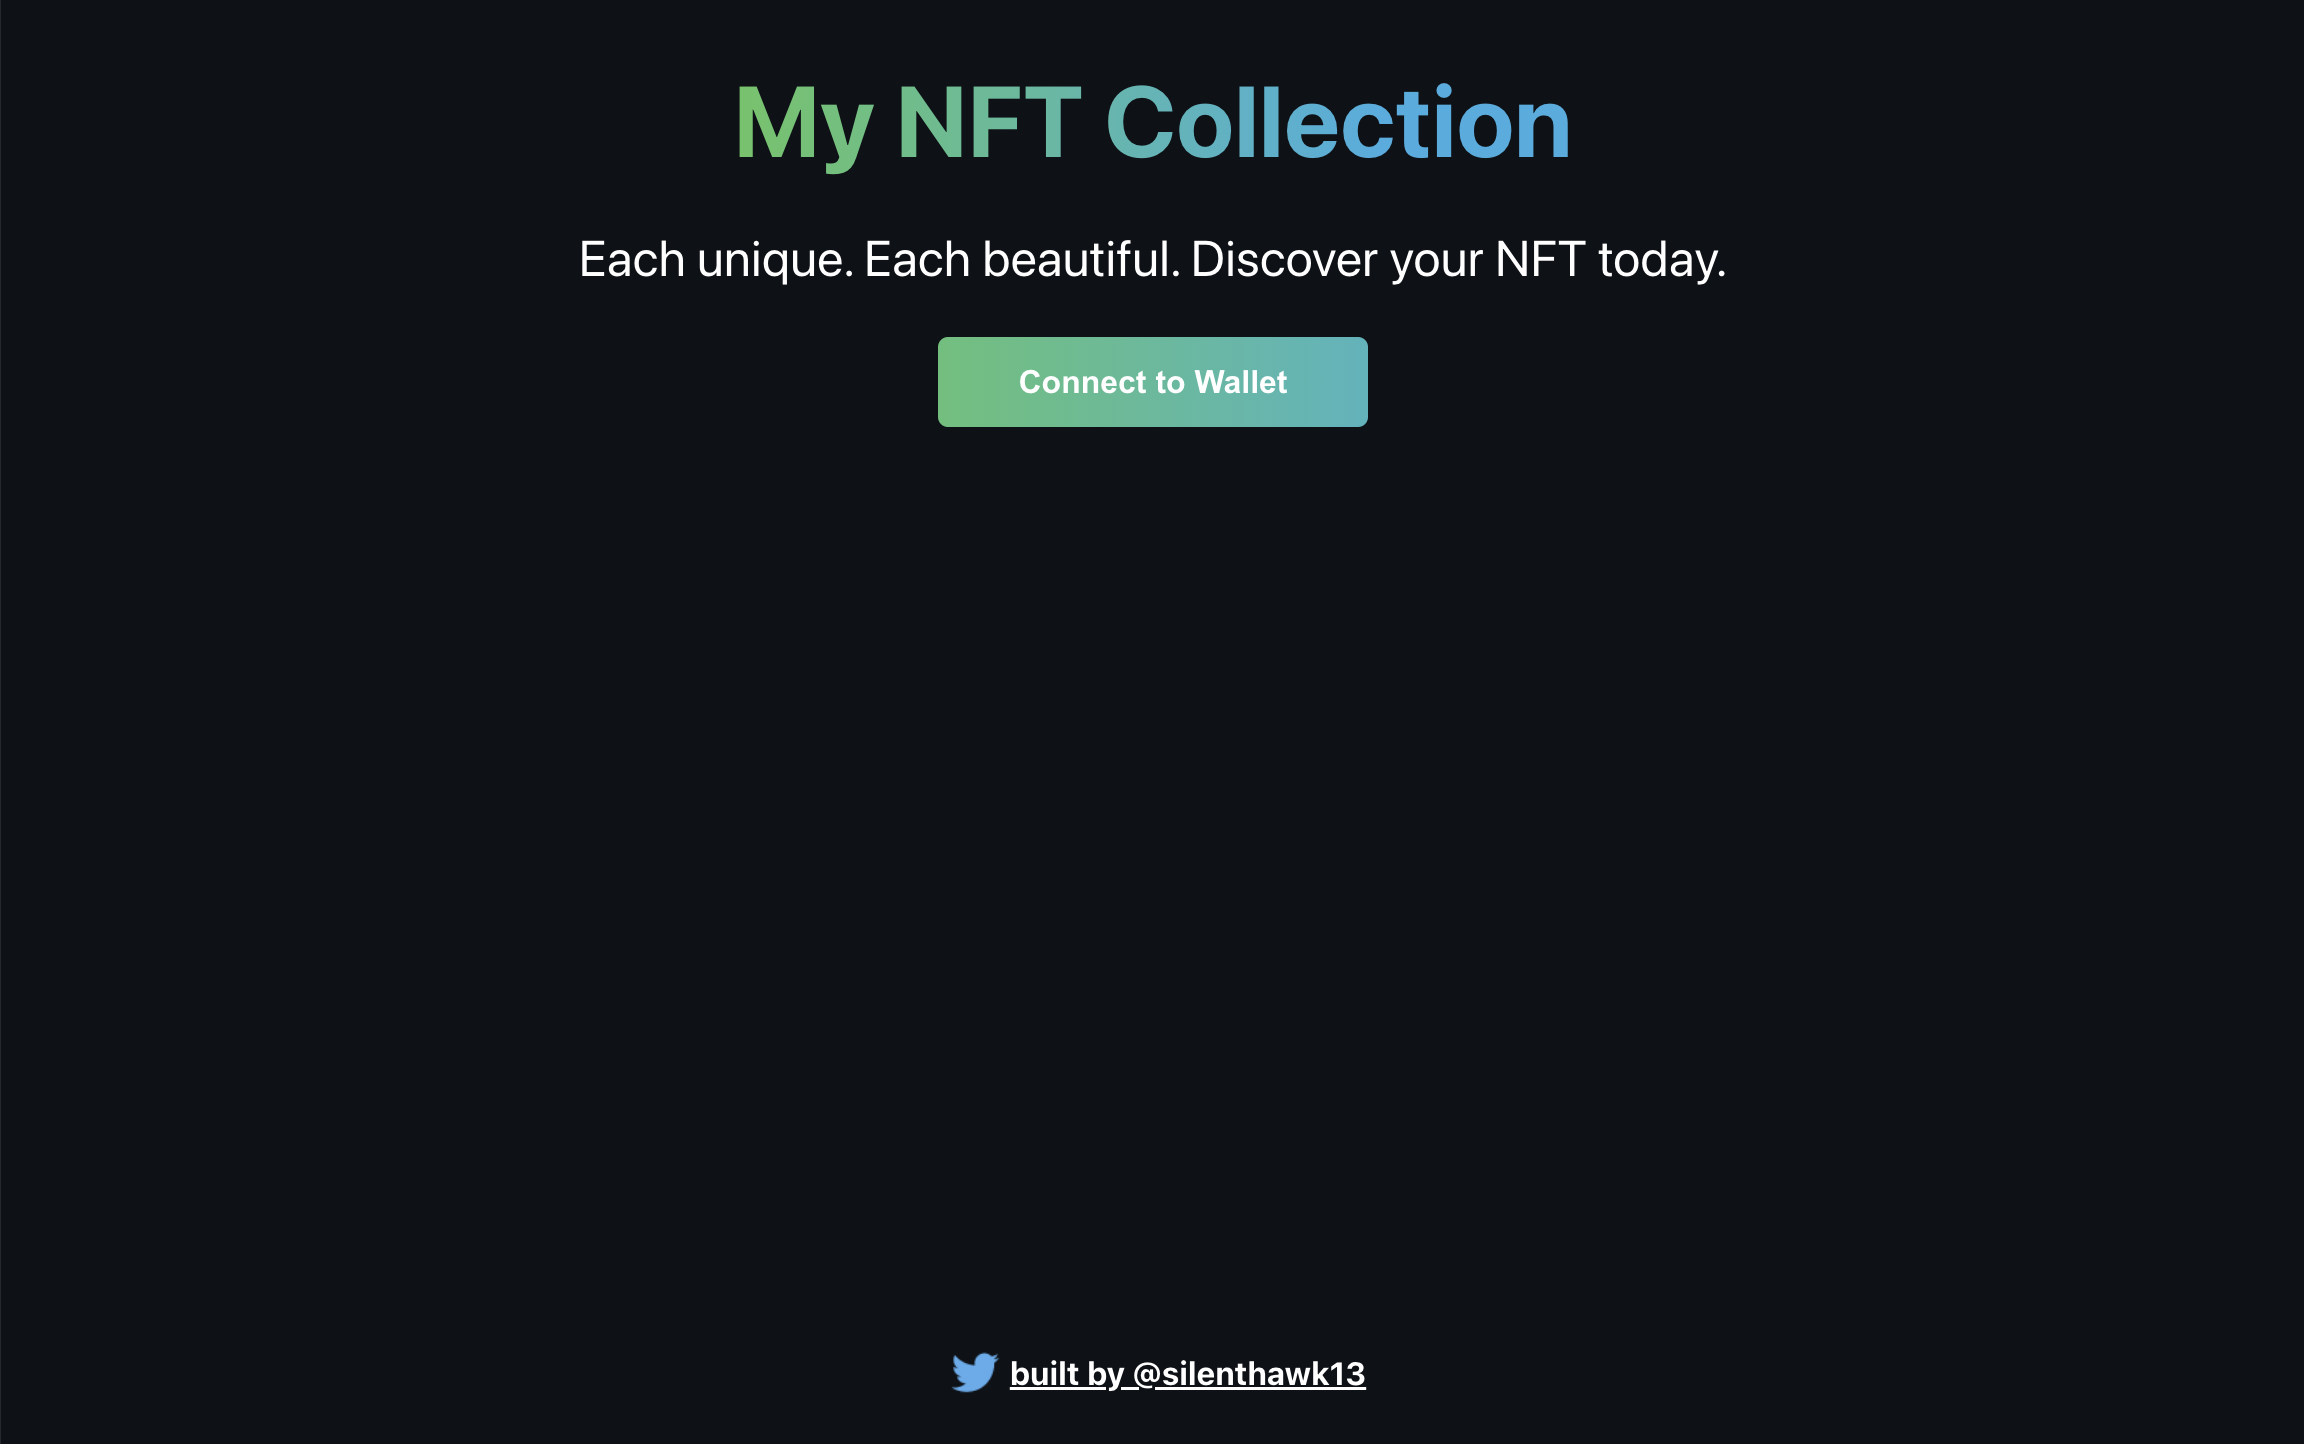 My NFT Collection
Each unique. Each beautiful. Discover your NFT today.
Connect to Wallet
built by @silenthawk13